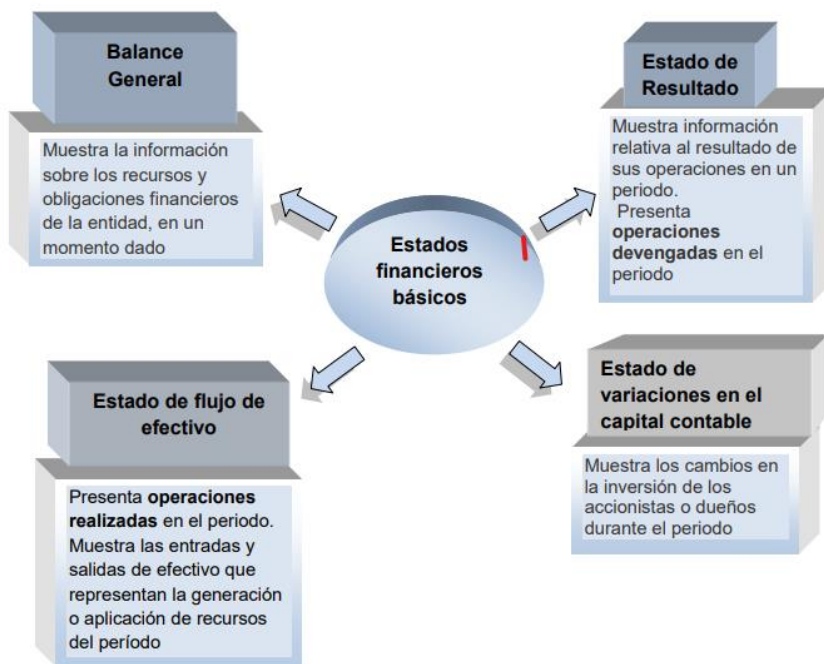 Balance
General
Muestra la información
sobre los recursos y
obligaciones financieros
de la entidad, en un
momento dado
Estado de
Resultado
Muestra información
relativa al resultado de
sus operaciones en un
periodo.
Presenta
operaciones
devengadas en el
periodo
Estados
financieros
básicos
Estado de flujo de
efectivo
Presenta operaciones
realizadas en el periodo.
Muestra las entradas y
salidas de efectivo que
representan la generación
o aplicación de recursos
del período
Estado de
variaciones en el
capital contable
Muestra los cambios en
la inversión de los
accionistas o dueños
durante el periodo